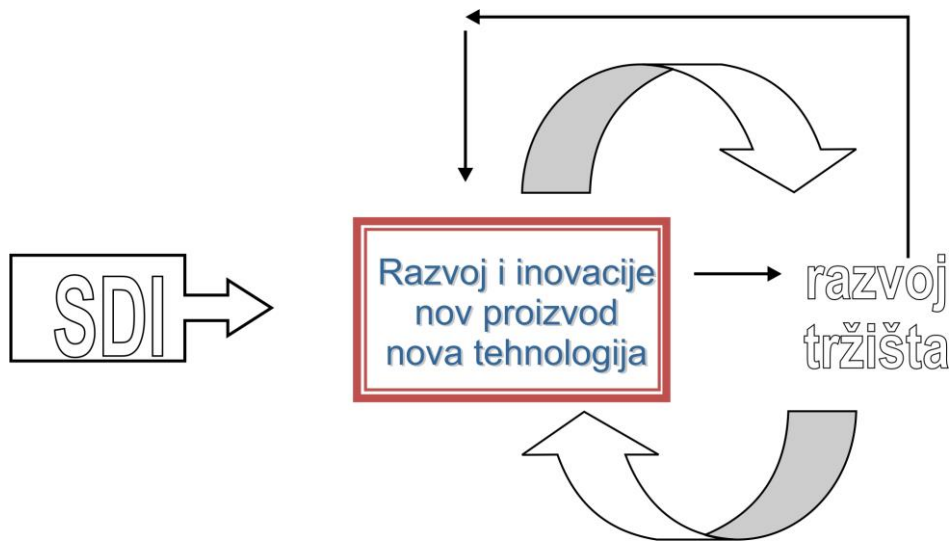 SDI
Razvoj i inovacije
nov proizvod
nova tehnologija
razvoj
tržišta